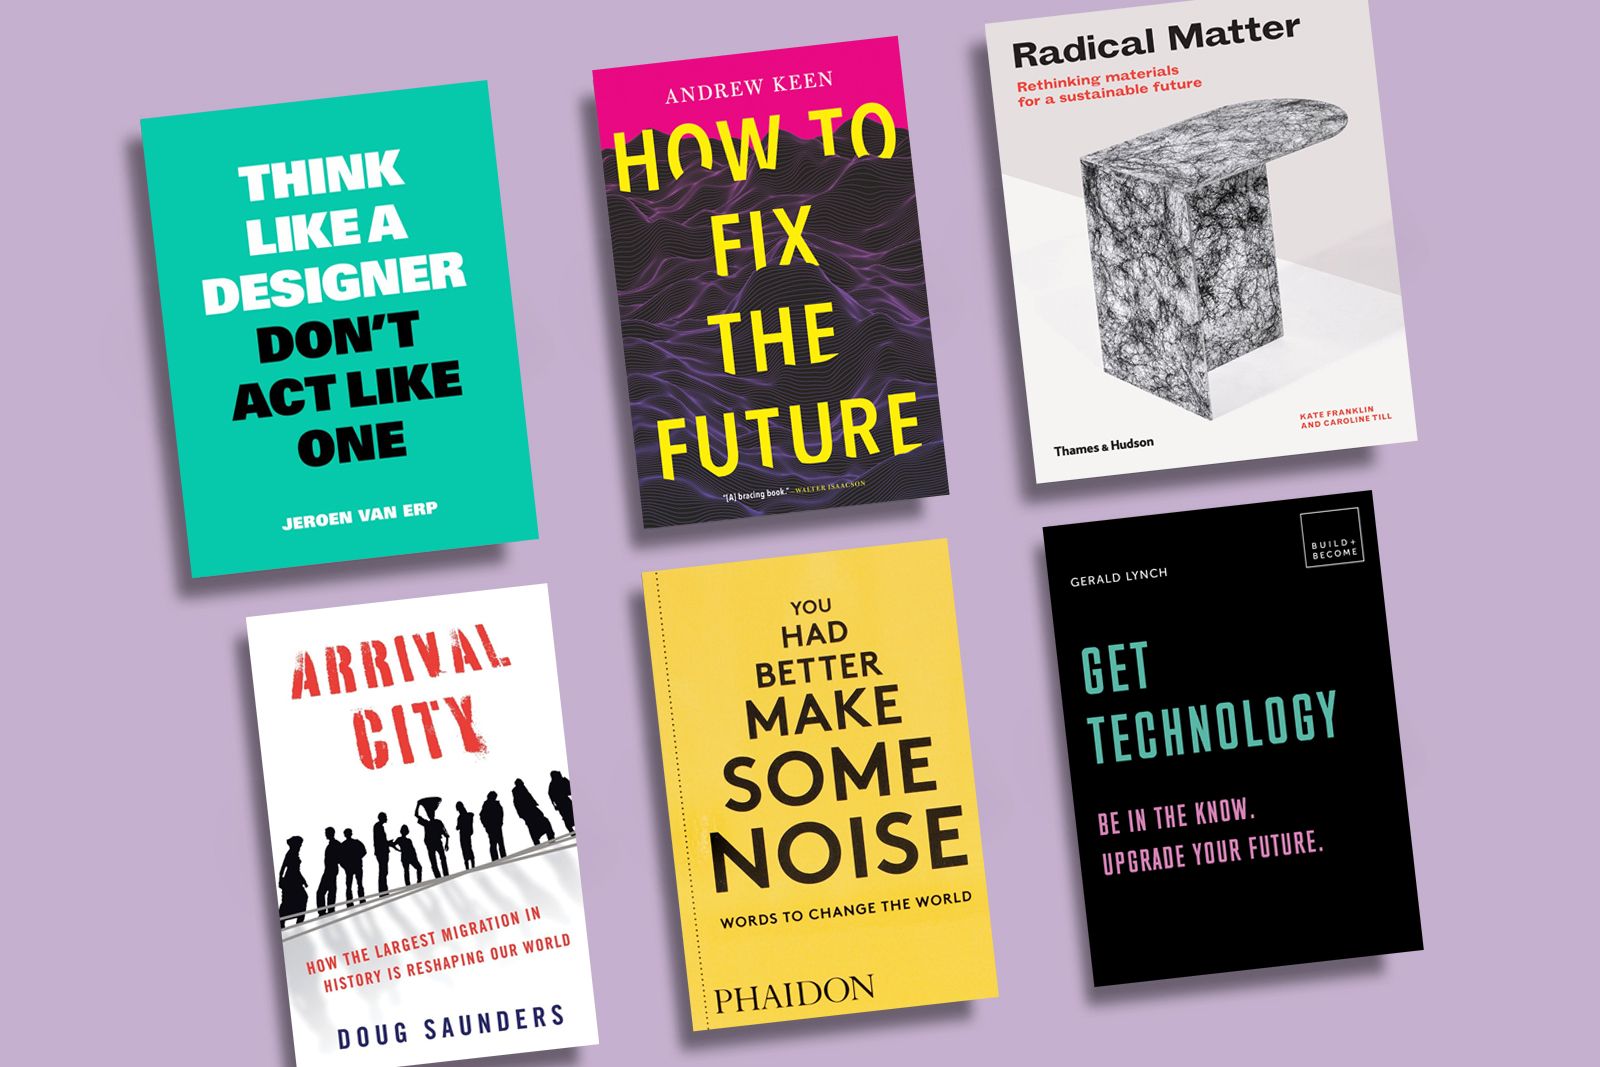 THINK
LIKE A
DESIGNER
DON'T
ACT LIKE
ONE
JEROEN VAN ERP
ANDREW KEEN
HOW TO
FIX
THE
FUTURE
"[A] bracing book." —WALTER ISAACSON
Radical Matter
Rethinking materials
for a sustainable future
KATE FRANKLIN
AND CAROLINE TILL
Thames & Hudson
ARRIVAL
CITY
HOW THE LARGEST MIGRATION IN
HISTORY IS RESHAPING OUR WORLD
DOUG SAUNDERS
YOU
HAD
BETTER
MAKE
SOME
NOISE
WORDS TO CHANGE THE WORLD
PHAIDON
BUILD +
BECOME
GERALD LYNCH
GET
TECHNOLOGY
BE IN THE KNOW.
UPGRADE YOUR FUTURE.